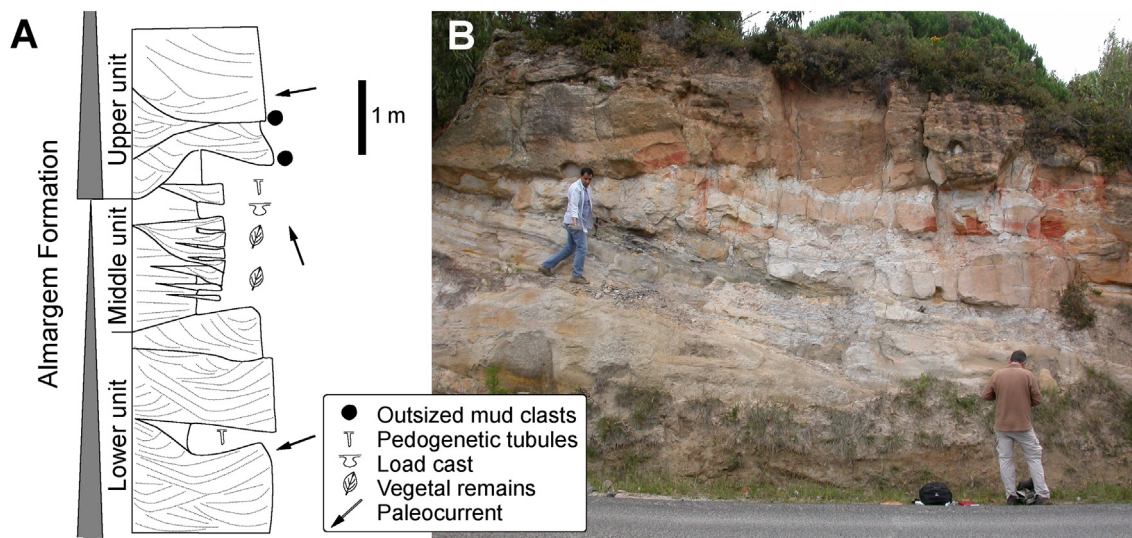 A
B
Almargem Formation
Upper unit
Middle unit
Lower unit
1 m
Outsized mud clasts
Pedogenetic tubules
Load cast
Vegetal remains
Paleocurrent